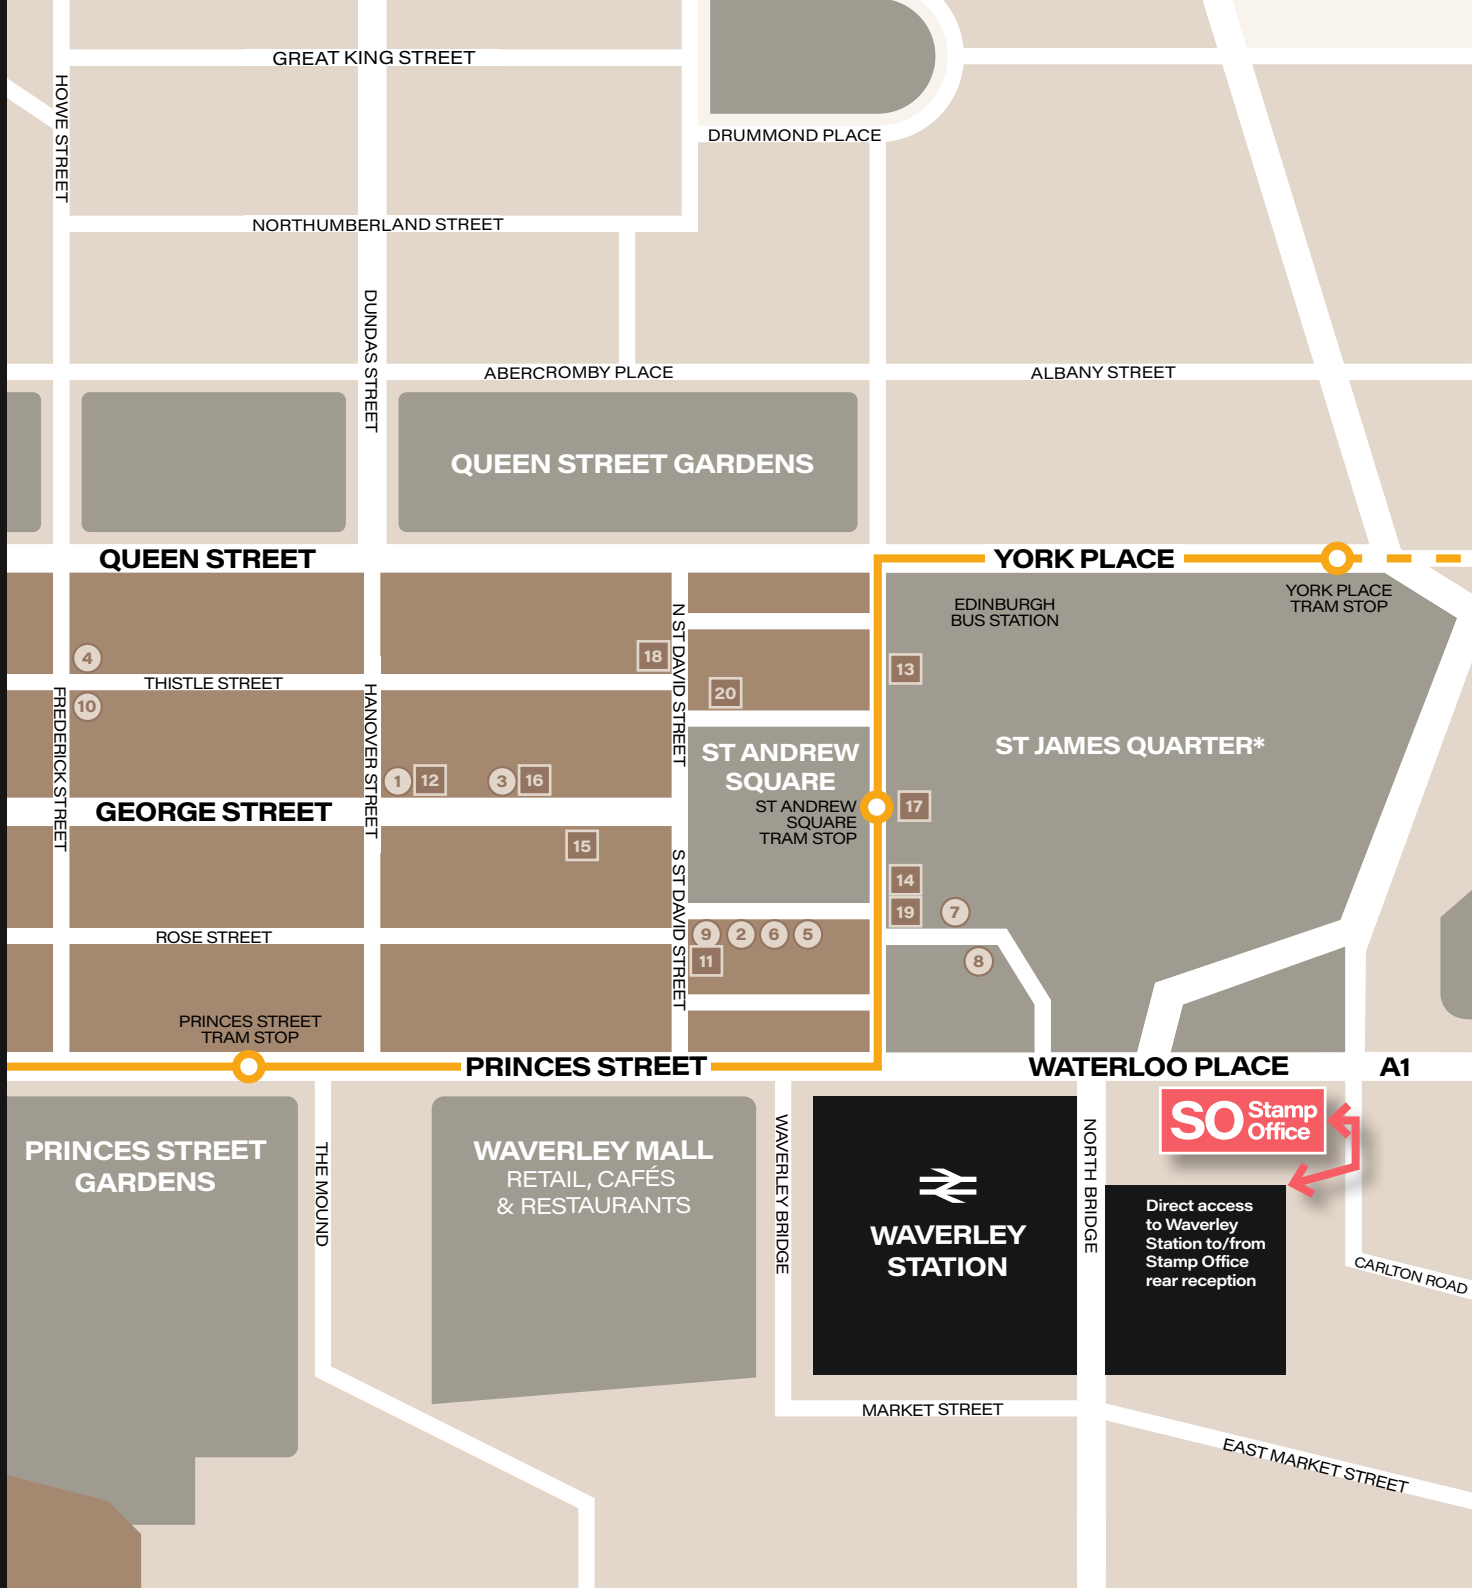 GREAT KING STREET
HOWE STREET
DRUMMOND PLACE
NORTHUMBERLAND STREET
DUNDAS STREET
ABERCROMBY PLACE
ALBANY STREET
QUEEN STREET GARDENS
QUEEN STREET
YORK PLACE
YORK PLACE
TRAM STOP
EDINBURGH
BUS STATION
N ST DAVID STREET
4
18
13
THISTLE STREET
20
10
FREDERICK STREET
HANOVER STREET
ST ANDREW
SQUARE
ST JAMES QUARTER*
1
12
3
16
GEORGE STREET
ST ANDREW
SQUARE
TRAM STOP
17
15
S ST DAVID STREET
14
19
7
ROSE STREET
9
2
6
5
11
8
PRINCES STREET
TRAM STOP
PRINCES STREET
WATERLOO PLACE
A1
SO Stamp
Office
PRINCES STREET
GARDENS
THE MOUND
WAVERLEY MALL
RETAIL, CAFÉS
& RESTAURANTS
WAVERLEY BRIDGE
WAVERLEY
STATION
NORTH BRIDGE
Direct access
to Waverley
Station to/from
Stamp Office
rear reception
CARLTON ROAD
MARKET STREET
EAST MARKET STREET